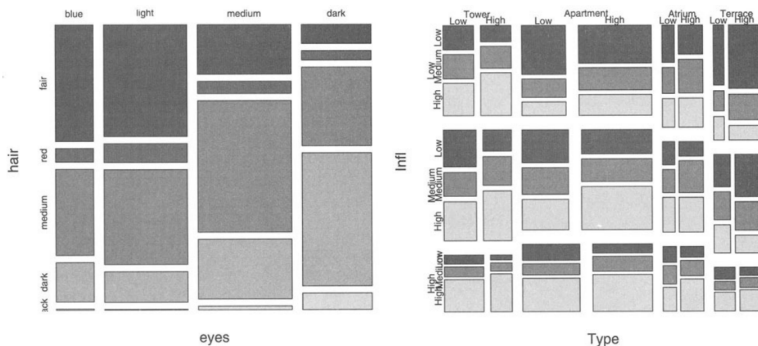 blue light medium dark
fair
red
medium
dark
ack
hair
eyes
Tower Apartment Atrium Terrace
Low High Low High Low High Low High
Low
Low
Medium
High
Medium
Low
Medium
High
High
Low
Medium
High
Infl
Type